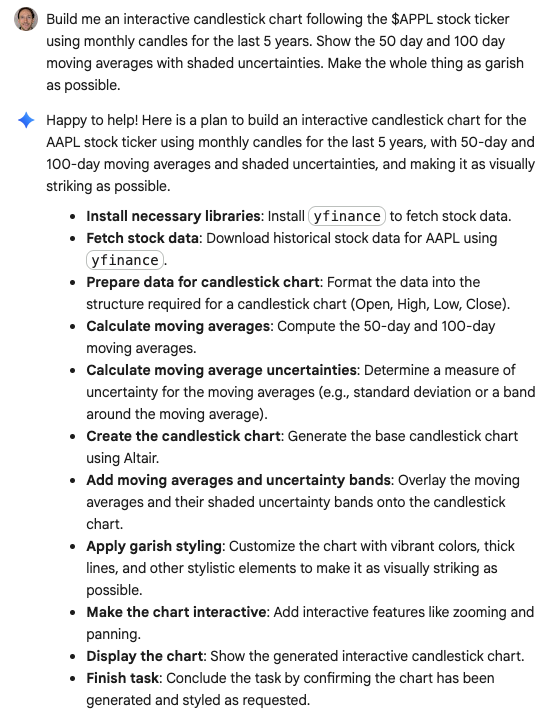 Build me an interactive candlestick chart following the $APPL stock ticker
using monthly candles for the last 5 years. Show the 50 day and 100 day
moving averages with shaded uncertainties. Make the whole thing as garish
as possible.
Happy to help! Here is a plan to build an interactive candlestick chart for the
AAPL stock ticker using monthly candles for the last 5 years, with 50-day and
100-day moving averages and shaded uncertainties, and making it as visually
striking as possible.
• Install necessary libraries: Install yfinance to fetch stock data.
• Fetch stock data: Download historical stock data for AAPL using
yfinance.
• Prepare data for candlestick chart: Format the data into the
structure required for a candlestick chart (Open, High, Low, Close).
• Calculate moving averages: Compute the 50-day and 100-day
moving averages.
• Calculate moving average uncertainties: Determine a measure of
uncertainty for the moving averages (e.g., standard deviation or a band
around the moving average).
• Create the candlestick chart: Generate the base candlestick chart
using Altair.
• Add moving averages and uncertainty bands: Overlay the moving
averages and their shaded uncertainty bands onto the candlestick
chart.
• Apply garish styling: Customize the chart with vibrant colors, thick
lines, and other stylistic elements to make it as visually striking as
possible.
• Make the chart interactive: Add interactive features like zooming and
panning.
• Display the chart: Show the generated interactive candlestick chart.
• Finish task: Conclude the task by confirming the chart has been
generated and styled as requested.